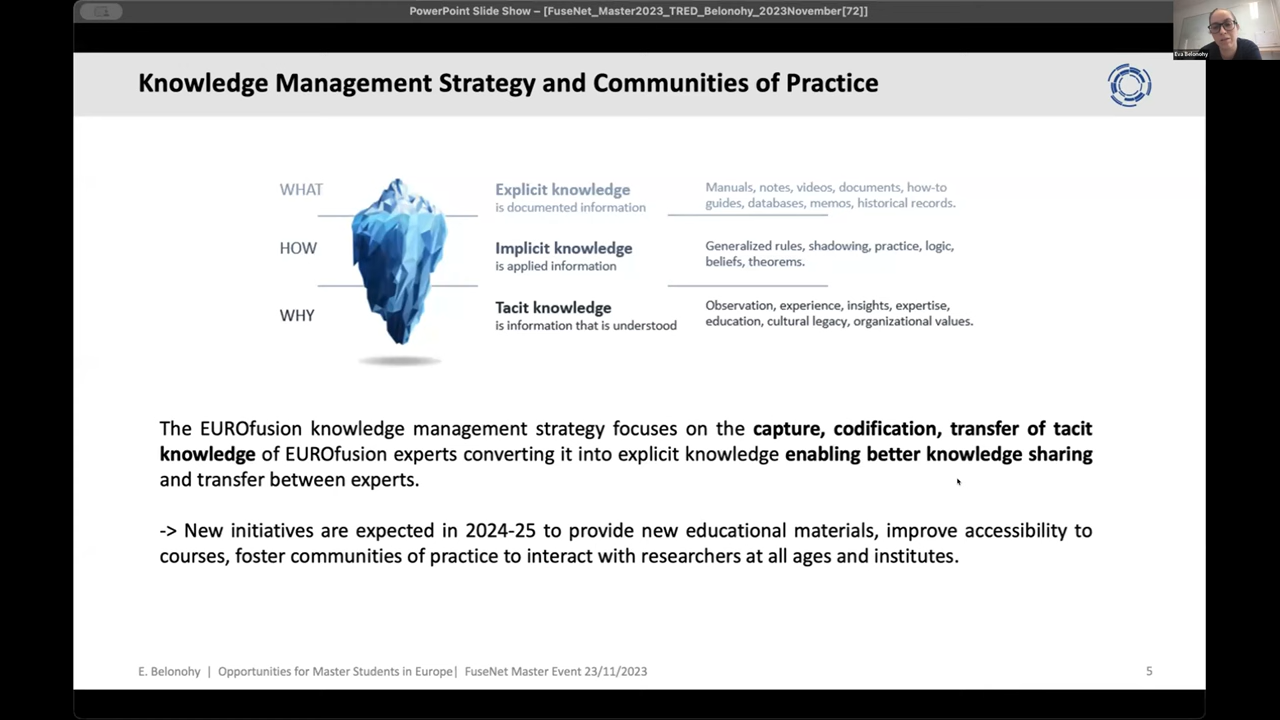 PowerPoint Slide Show – [FuseNet_Master2023_TRED_Belonohy_2023November[72]]
Eva Belonohy
Knowledge Management Strategy and Communities of Practice
WHAT
Explicit knowledge
is documented information
Manuals, notes, videos, documents, how-to
guides, databases, memos, historical records.
HOW
Implicit knowledge
is applied information
Generalized rules, shadowing, practice, logic,
beliefs, theorems.
WHY
Tacit knowledge
is information that is understood
Observation, experience, insights, expertise,
education, cultural legacy, organizational values.
The EUROfusion knowledge management strategy focuses on the capture, codification, transfer of tacit
knowledge of EUROfusion experts converting it into explicit knowledge enabling better knowledge sharing
and transfer between experts.
-> New initiatives are expected in 2024-25 to provide new educational materials, improve accessibility to
courses, foster communities of practice to interact with researchers at all ages and institutes.
E. Belonohy | Opportunities for Master Students in Europe| FuseNet Master Event 23/11/2023
5